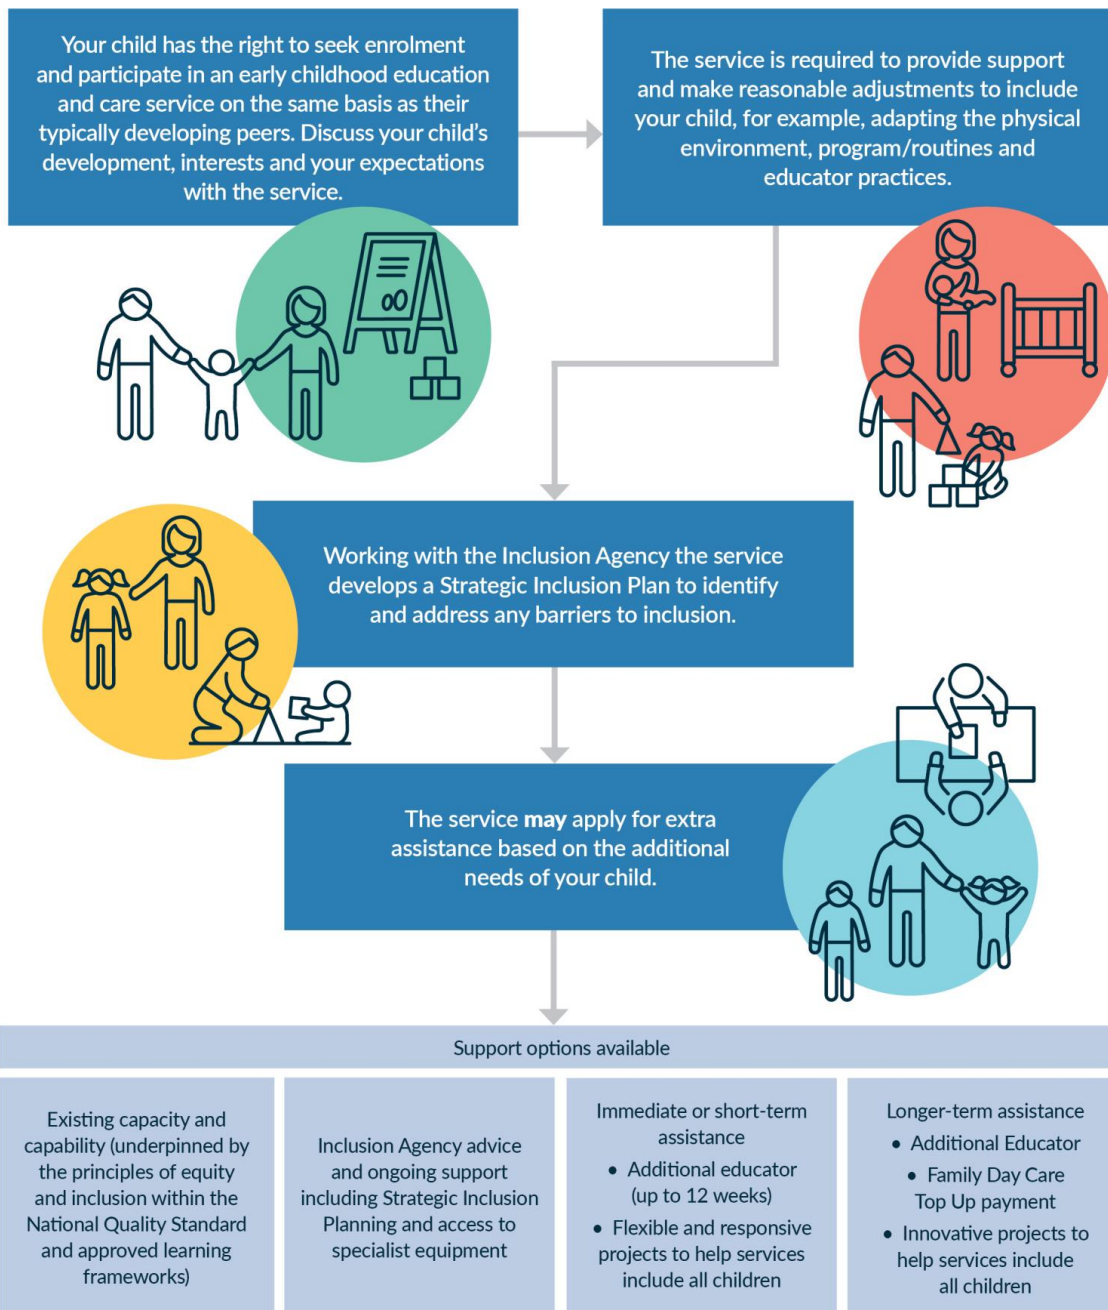 Your child has the right to seek enrolment
and participate in an early childhood education
and care service on the same basis as their
typically developing peers. Discuss your child's
development, interests and your expectations
with the service.
The service is required to provide support
and make reasonable adjustments to include
your child, for example, adapting the physical
environment, program/routines and
educator practices.
Working with the Inclusion Agency the service
develops a Strategic Inclusion Plan to identify
and address any barriers to inclusion.
The service may apply for extra
assistance based on the additional
needs of your child.
Support options available
Existing capacity and
capability (underpinned by
the principles of equity
and inclusion within the
National Quality Standard
and approved learning
frameworks)
Inclusion Agency advice
and ongoing support
including Strategic Inclusion
Planning and access to
specialist equipment
Immediate or short-term
assistance
• Additional educator
(up to 12 weeks)
• Flexible and responsive
projects to help services
include all children
Longer-term assistance
• Additional Educator
• Family Day Care
Top Up payment
• Innovative projects to
help services include
all children